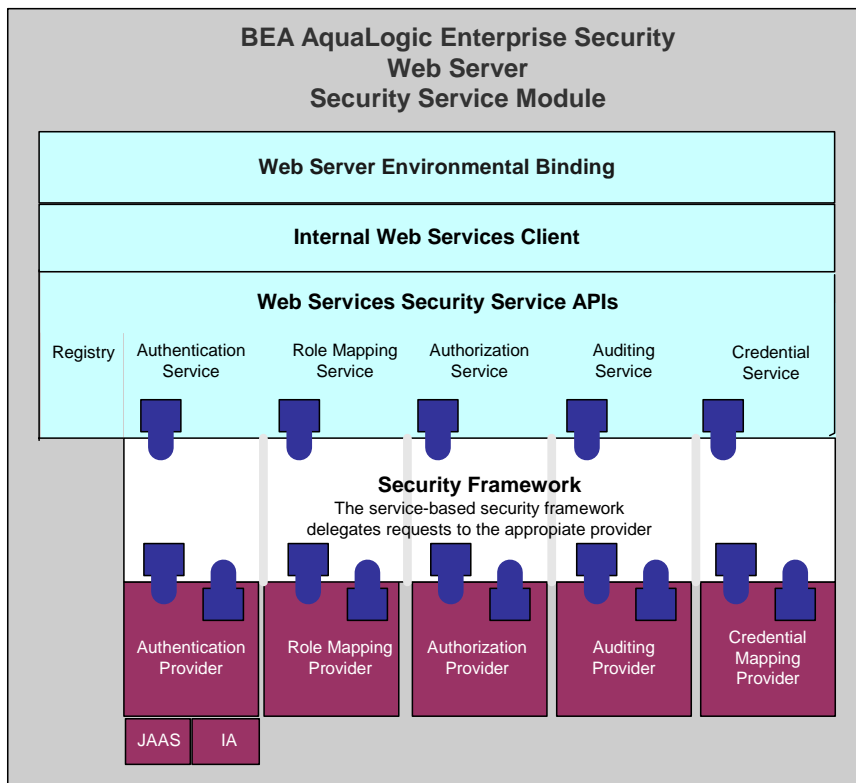 BEA AquaLogic Enterprise Security
Web Server
Security Service Module
Web Server Environmental Binding
Internal Web Services Client
Web Services Security Service APIs
Registry
Authentication
Service
Role Mapping
Service
Authorization
Service
Auditing
Service
Credential
Service
Security Framework
The service-based security framework
delegates requests to the appropiate provider
Authentication
Provider
Role Mapping
Provider
Authorization
Provider
Auditing
Provider
Credential
Mapping
Provider
JAAS
IA